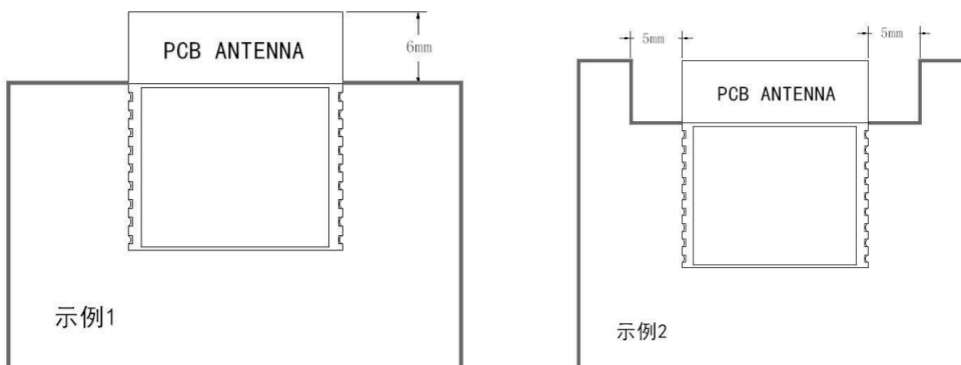 PCB ANTENNA
6mm
示例1
5mm
5mm
PCB ANTENNA
示例2